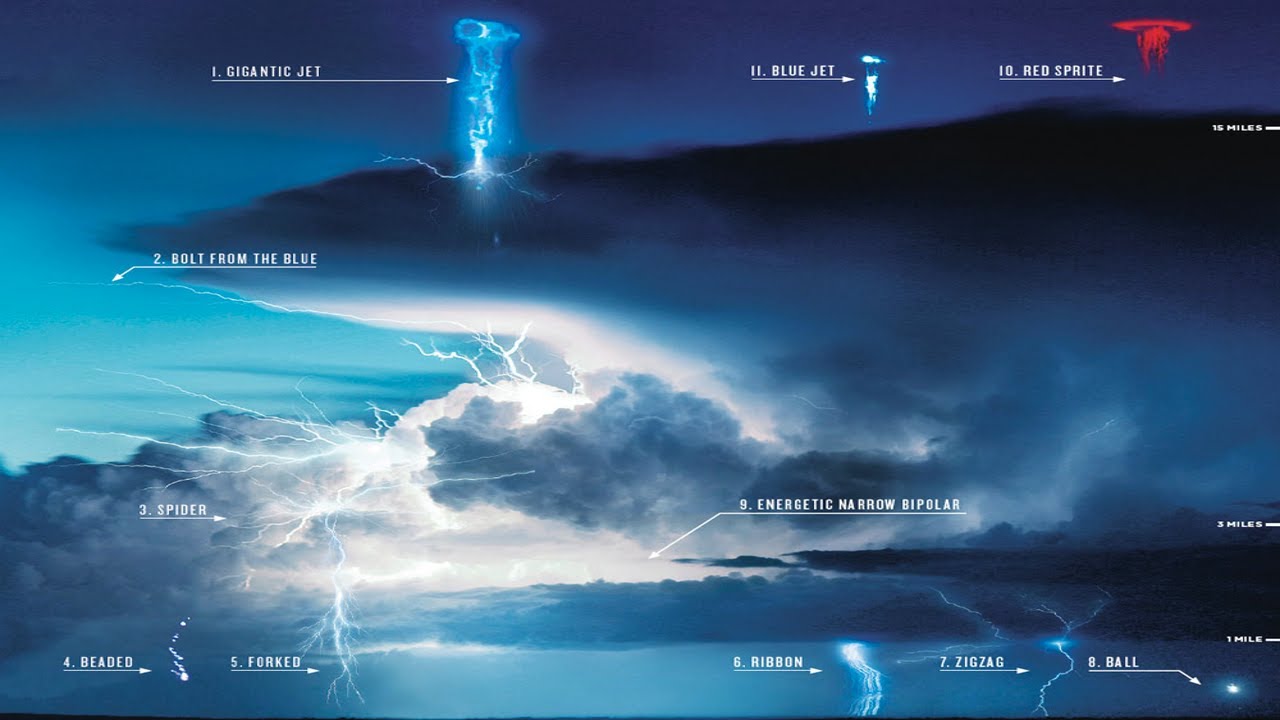 1. GIGANTIC JET
11. BLUE JET
10. RED SPRITE
15 MILES
2. BOLT FROM THE BLUE
3. SPIDER
9. ENERGETIC NARROW BIPOLAR
3 MILES
1 MILE
4. BEADED
5. FORKED
6. RIBBON
7. ZIGZAG
8. BALL